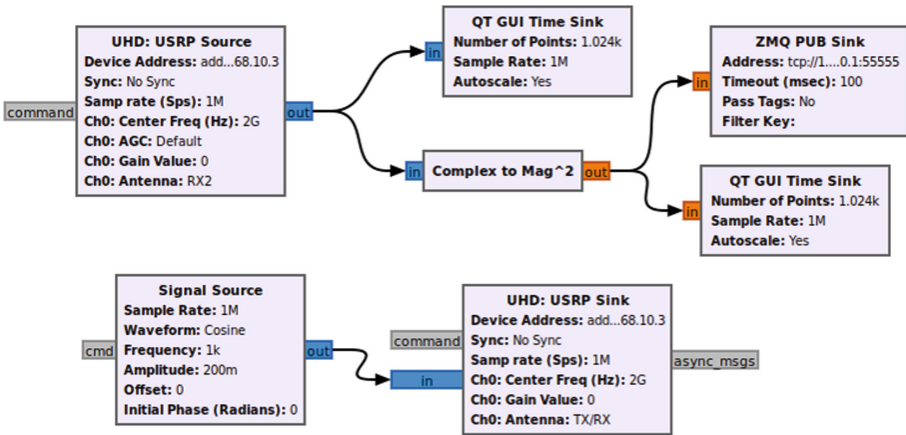 UHD: USRP Source
Device Address: add...68.10.3
Sync: No Sync
Samp rate (Sps): 1M
Ch0: Center Freq (Hz): 2G
Ch0: AGC: Default
Ch0: Gain Value: 0
Ch0: Antenna: RX2
command
out
QT GUI Time Sink
Number of Points: 1.024k
Sample Rate: 1M
Autoscale: Yes
in
in
Complex to Mag^2
out
ZMQ PUB Sink
Address: tcp://1....0.1:55555
Timeout (msec): 100
Pass Tags: No
Filter Key:
in
QT GUI Time Sink
Number of Points: 1.024k
Sample Rate: 1M
Autoscale: Yes
in
Signal Source
Sample Rate: 1M
Waveform: Cosine
Frequency: 1k
Amplitude: 200m
Offset: 0
Initial Phase (Radians): 0
cmd
out
UHD: USRP Sink
Device Address: add...68.10.3
Sync: No Sync
Samp rate (Sps): 1M
Ch0: Center Freq (Hz): 2G
Ch0: Gain Value: 0
Ch0: Antenna: TX/RX
command
in
async_msgs